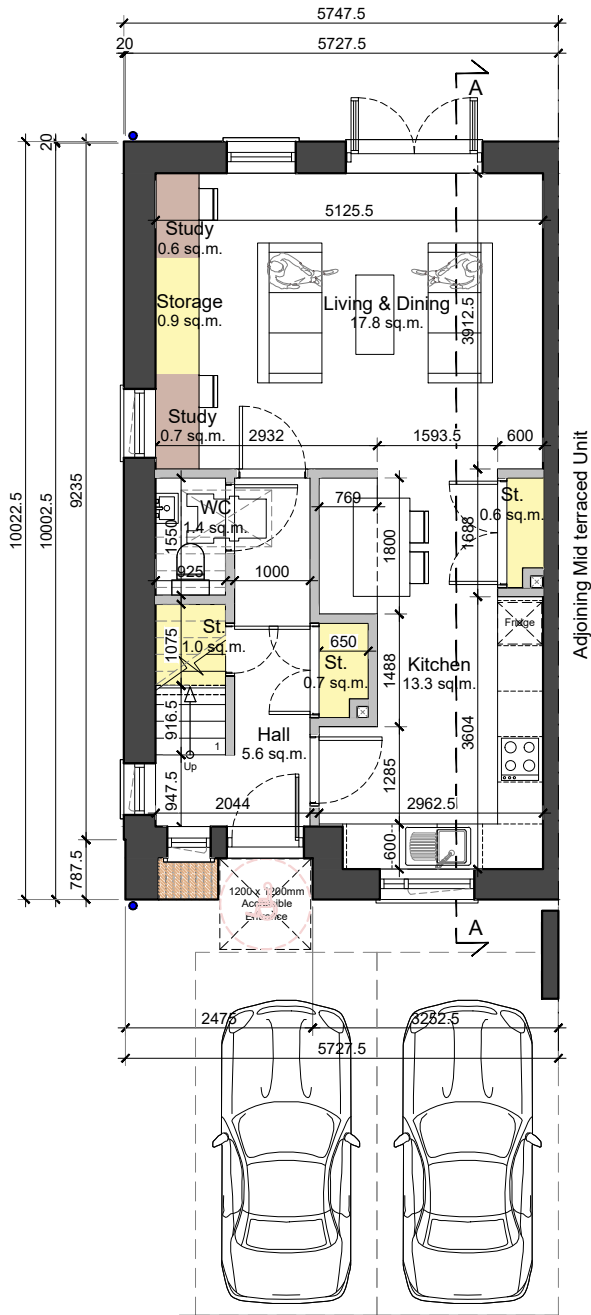 5747.5
20
5727.5
A
20
5125.5
Study
0.6 sq.m.
Storage
0.9 sq.m.
Living & Dining
17.8 sq.m.
3912.5
Study
0.7 sq.m.
2932
1593.5
600
10022.5
10002.5
9235
WC
1.4 sq.m.
1550
925
1000
769
1800
1688
St.
0.6 sq.m.
Adjoining Mid terraced Unit
St.
1.0 sq.m.
1075
650
St.
0.7 sq.m.
1488
Kitchen
13.3 sq.m.
Fridge
3604
916.5
Up
1
Hall
5.6 sq.m.
947.5
1285
2044
2962.5
787.5
600
1200 x 1200mm
Accessible
Entrance
A
2475
3252.5
5727.5